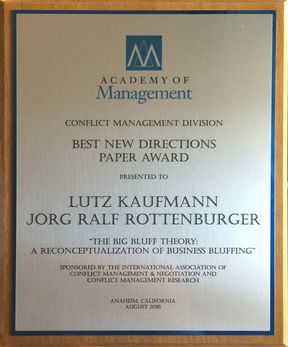 ACADEMY OF
Management
CONFLICT MANAGEMENT DIVISION
BEST NEW DIRECTIONS
PAPER AWARD
PRESENTED TO
LUTZ KAUFMANN
JÖRG RALF ROTTENBURGER
"THE BIG BLUFF THEORY:
A RECONCEPTUALIZATION OF BUSINESS BLUFFING"
SPONSORED BY THE INTERNATIONAL ASSOCIATION OF
CONFLICT MANAGEMENT & NEGOTIATION AND
CONFLICT MANAGEMENT RESEARCH
ANAHEIM, CALIFORNIA
AUGUST 2016